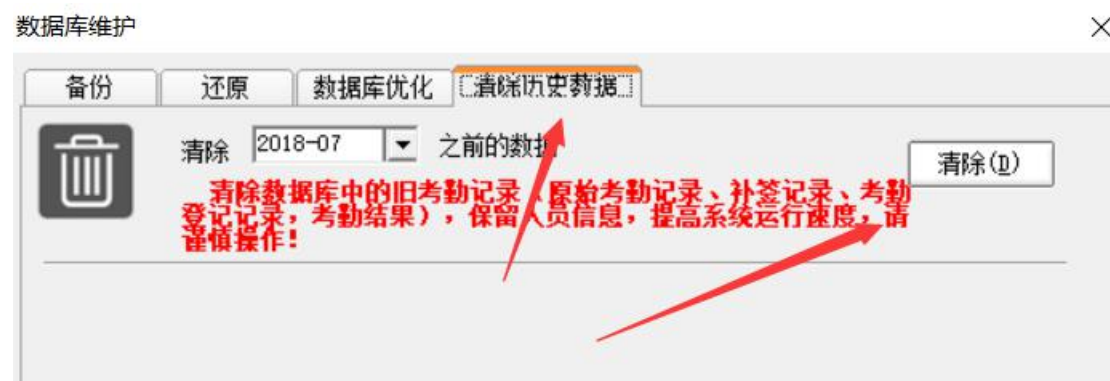 数据库维护
备份 还原 数据库优化 清除历史数据
清除 2018-07 之前的数据
清除(D)
清除数据库中的旧考勤记录（原始考勤记录、补签记录、考勤
登记记录，考勤结果），保留人员信息，提高系统运行速度，请
谨慎操作！